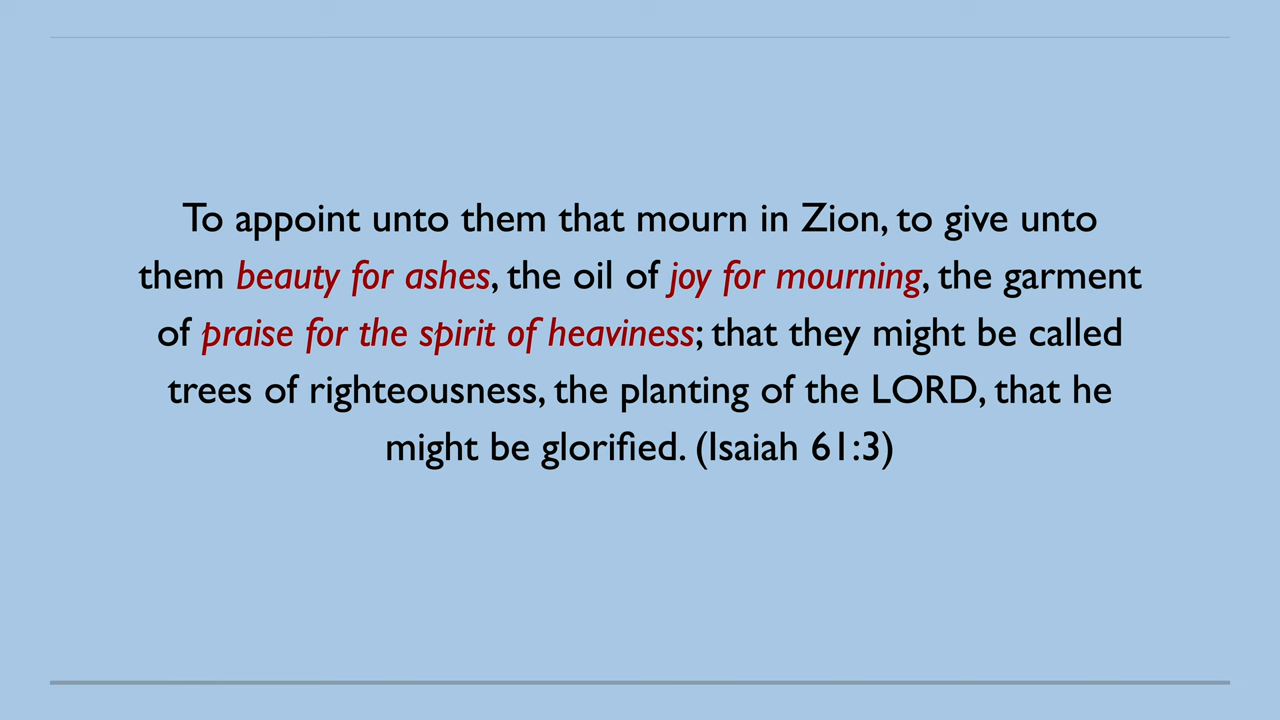 To appoint unto them that mourn in Zion, to give unto
them beauty for ashes, the oil of joy for mourning, the garment
of praise for the spirit of heaviness; that they might be called
trees of righteousness, the planting of the LORD, that he
might be glorified. (Isaiah 61:3)